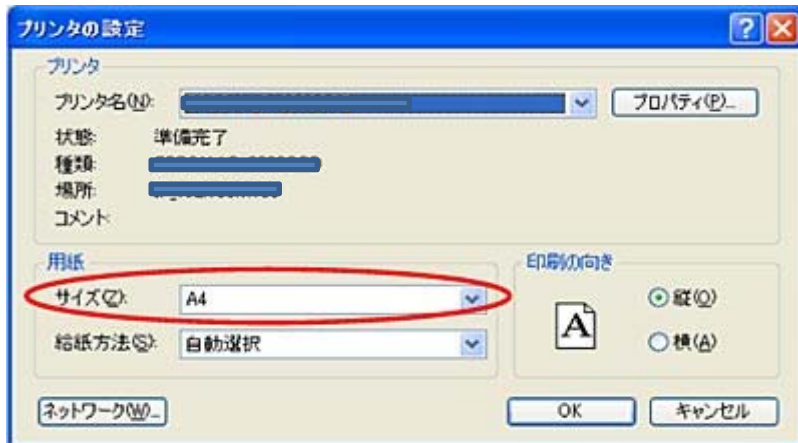 プリンタの設定
プリンタ
プリンタ名(N):
プロパティ(P)...
状態: 準備完了
種類:
場所:
コメント:
用紙
サイズ(Z): A4
給紙方法(S): 自動選択
印刷の向き
A
縦(O)
横(A)
ネットワーク(W)...
OK
キャンセル